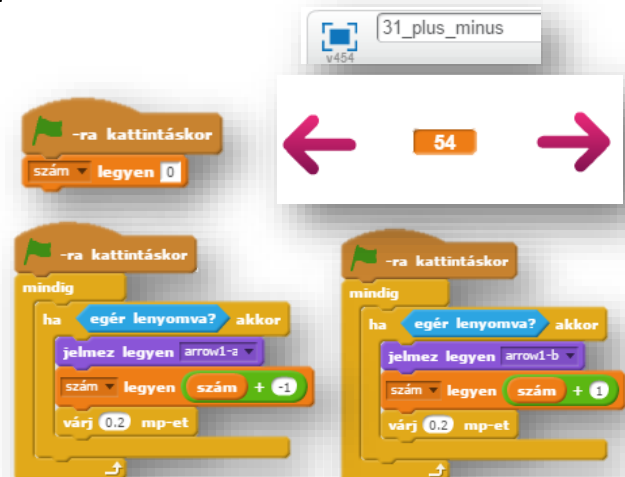 31_plus_minus
v454
-ra kattintáskor
szám legyen 0
54
-ra kattintáskor
mindig
ha egér lenyomva? akkor
jelmez legyen arrow1-a
szám legyen szám + -1
várj 0.2 mp-et
-ra kattintáskor
mindig
ha egér lenyomva? akkor
jelmez legyen arrow1-b
szám legyen szám + 1
várj 0.2 mp-et